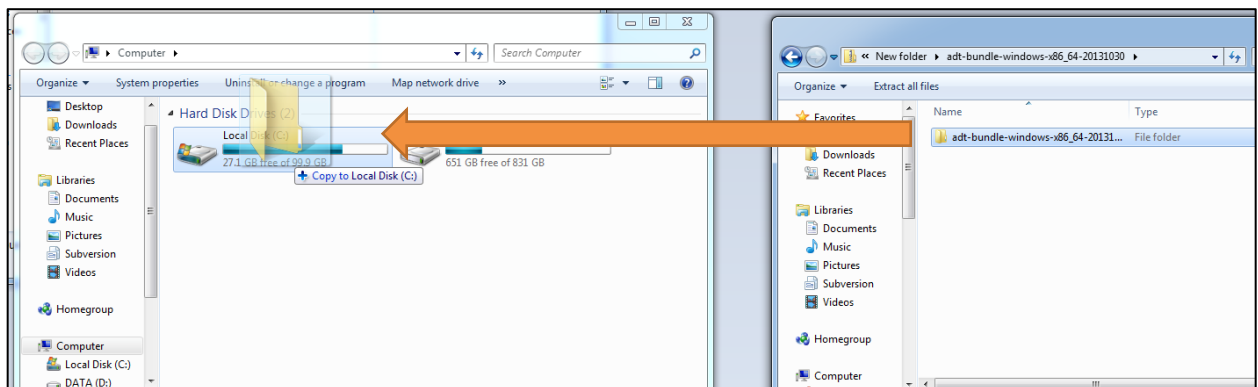 Computer
Search Computer
Organize
System properties
Uninstall or change a program
Map network drive
»
Desktop
Downloads
Recent Places
Libraries
Documents
Music
Pictures
Subversion
Videos
Homegroup
Computer
Local Disk (C:)
DATA (D:)
Hard Disk Drives (2)
Local Disk (C:)
27.1 GB free of 99.9 GB
Copy to Local Disk (C:)
651 GB free of 831 GB
« New folder adt-bundle-windows-x86_64-20131030
Organize
Extract all files
Favorites
Downloads
Recent Places
Libraries
Documents
Music
Pictures
Subversion
Videos
Homegroup
Computer
Name
Type
adt-bundle-windows-x86_64-20131...
File folder